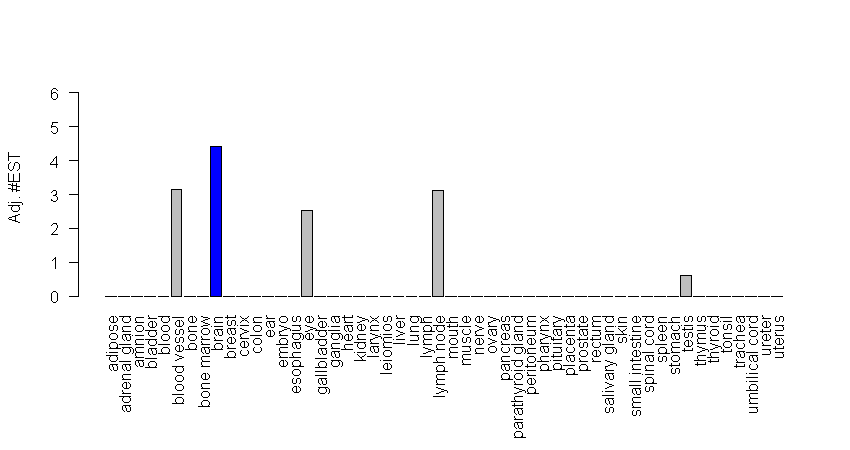 6
5
4
3
2
1
0
Adj. #EST
adipose
adrenal gland
amnion
bladder
blood
blood vessel
bone
bone marrow
brain
breast
cervix
colon
ear
embryo
esophagus
eye
gallbladder
ganglia
heart
kidney
larynx
leiomios
liver
lung
lymph
lymph node
mouth
muscle
nerve
ovary
pancreas
parathyroid gland
peritoneum
pharynx
pituitary
placenta
prostate
rectum
salivary gland
skin
small intestine
spinal cord
spleen
stomach
testis
thymus
thyroid
tonsil
trachea
umbilical cord
ureter
uterus